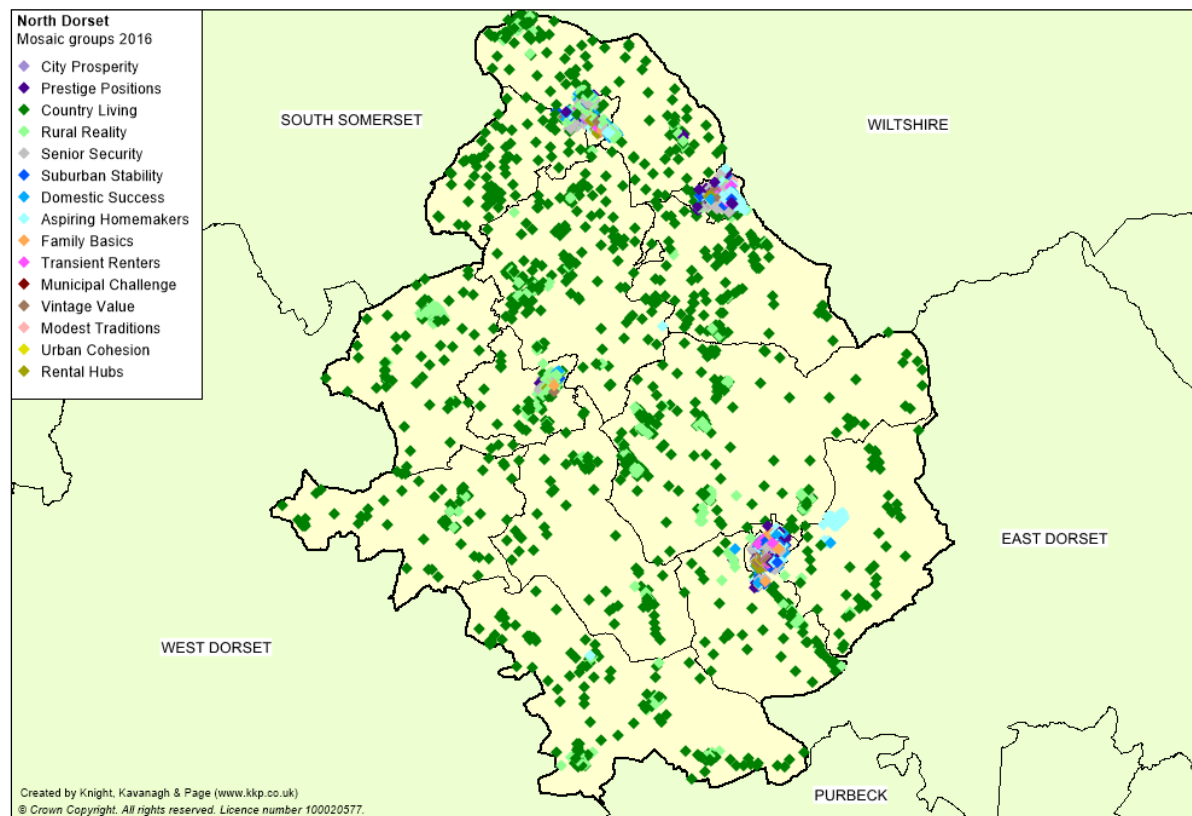 North Dorset
Mosaic groups 2016
City Prosperity
Prestige Positions
Country Living
Rural Reality
Senior Security
Suburban Stability
Domestic Success
Aspiring Homemakers
Family Basics
Transient Renters
Municipal Challenge
Vintage Value
Modest Traditions
Urban Cohesion
Rental Hubs
SOUTH SOMERSET
WILTSHIRE
EAST DORSET
WEST DORSET
PURBECK
Created by Knight, Kavanagh & Page (www.kkp.co.uk)
© Crown Copyright. All rights reserved. Licence number 100020577.